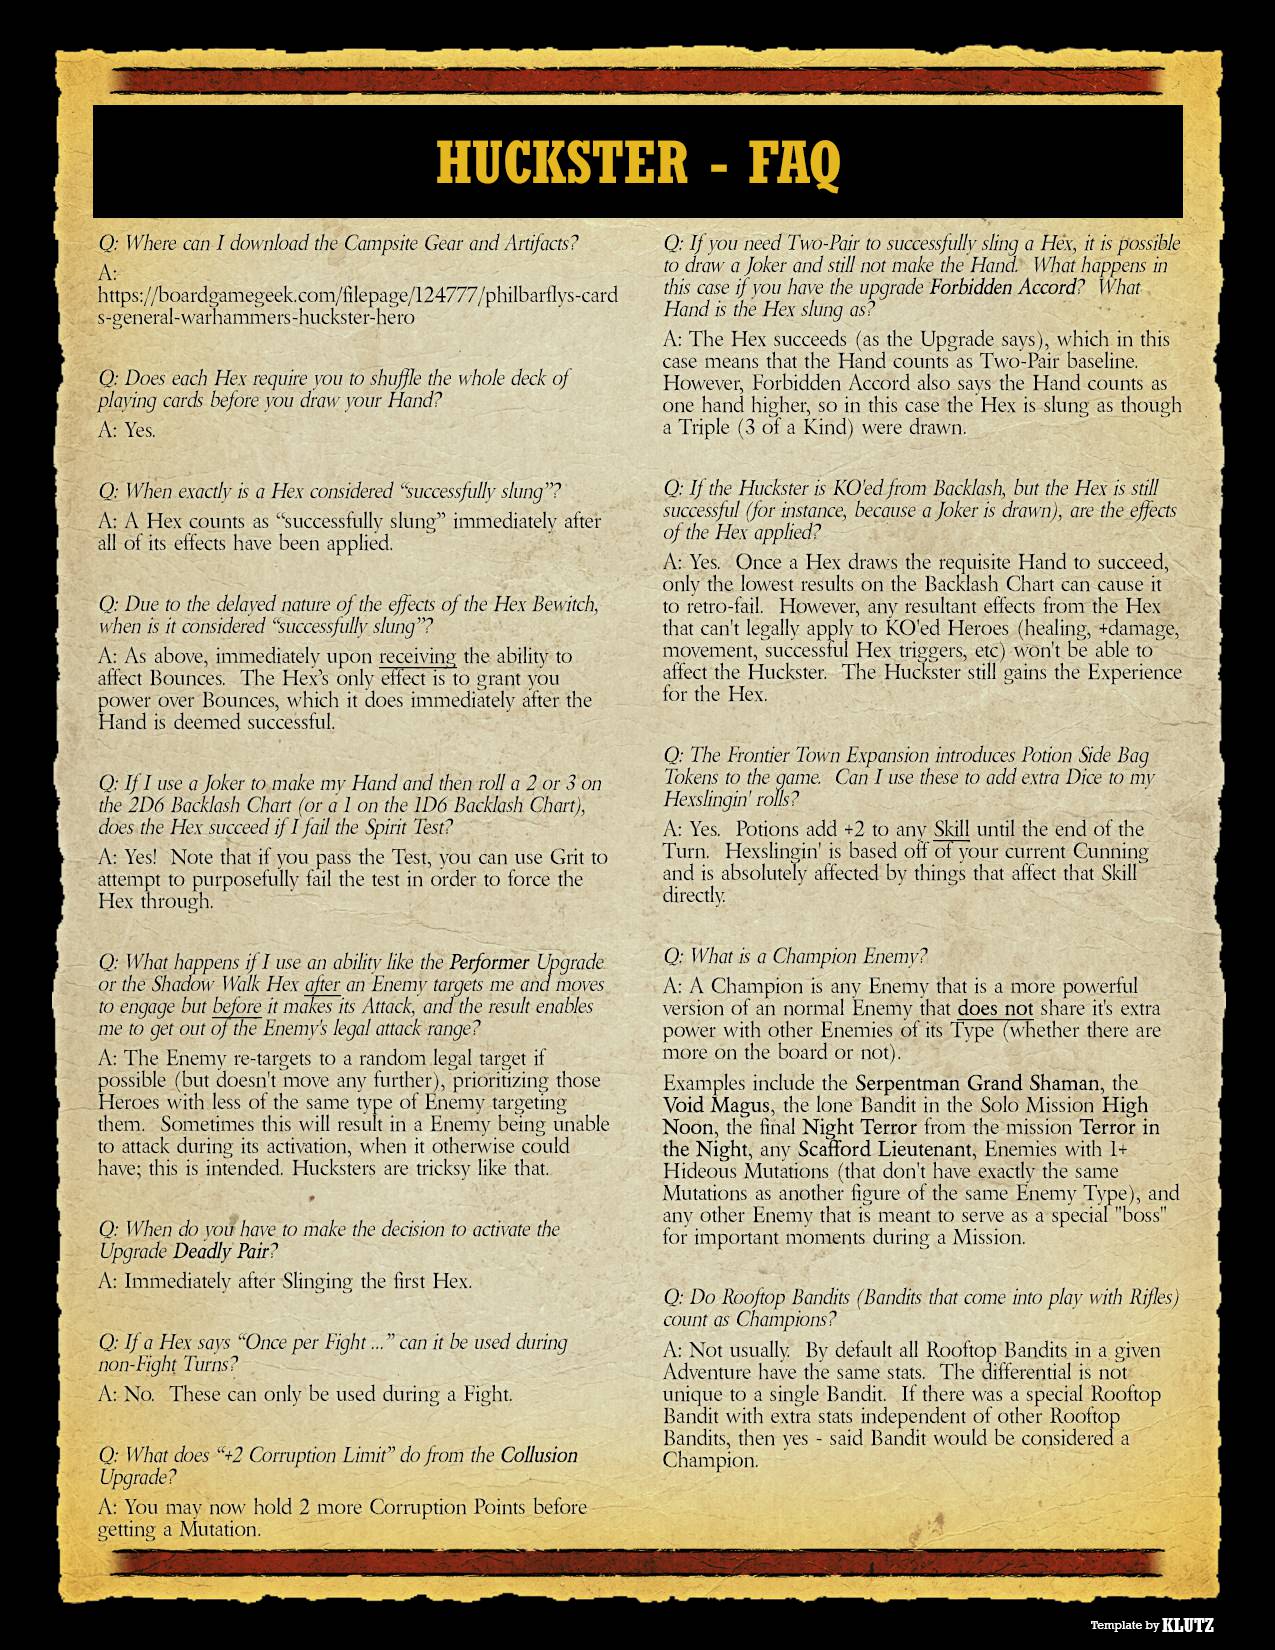 HUCKSTER - FAQ
Q: Where can I download the Campsite Gear and Artifacts?
A:
https://boardgamegeek.com/filepage/124777/philbarflys-card
s-general-warhammers-huckster-hero
Q: Does each Hex require you to shuffle the whole deck of
playing cards before you draw your Hand?
A: Yes.
Q: When exactly is a Hex considered “successfully slung”?
A: A Hex counts as “successfully slung” immediately after
all of its effects have been applied.
Q: Due to the delayed nature of the effects of the Hex Bewitch,
when is it considered “successfully slung”?
A: As above, immediately upon receiving the ability to
affect Bounces.  The Hex's only effect is to grant you
power over Bounces, which it does immediately after the
Hand is deemed successful.
Q: If I use a Joker to make my Hand and then roll a 2 or 3 on
the 2D6 Backlash Chart (or a 1 on the 1D6 Backlash Chart),
does the Hex succeed if I fail the Spirit Test?
A: Yes!  Note that if you pass the Test, you can use Grit to
attempt to purposefully fail the test in order to force the
Hex through.
Q: What happens if I use an ability like the Performer Upgrade
or the Shadow Walk Hex after an Enemy targets me and moves
to engage but before it makes its Attack, and the result enables
me to get out of the Enemy's legal attack range?
A: The Enemy re-targets to a random legal target if
possible (but doesn't move any further), prioritizing those
Heroes with less of the same type of Enemy targeting
them.  Sometimes this will result in a Enemy being unable
to attack during its activation, when it otherwise could
have; this is intended. Hucksters are tricksy like that.
Q: When do you have to make the decision to activate the
Upgrade Deadly Pair?
A: Immediately after Slinging the first Hex.
Q: If a Hex says “Once per Fight ...” can it be used during
non-Fight Turns?
A: No.  These can only be used during a Fight.
Q: What does “+2 Corruption Limit” do from the Collusion
Upgrade?
A: You may now hold 2 more Corruption Points before
getting a Mutation.
Q: If you need Two-Pair to successfully sling a Hex, it is possible
to draw a Joker and still not make the Hand.  What happens in
this case if you have the upgrade Forbidden Accord?  What
Hand is the Hex slung as?
A: The Hex succeeds (as the Upgrade says), which in this
case means that the Hand counts as Two-Pair baseline.
However, Forbidden Accord also says the Hand counts as
one hand higher, so in this case the Hex is slung as though
a Triple (3 of a Kind) were drawn.
Q: If the Huckster is KO'ed from Backlash, but the Hex is still
successful (for instance, because a Joker is drawn), are the effects
of the Hex applied?
A: Yes.  Once a Hex draws the requisite Hand to succeed,
only the lowest results on the Backlash Chart can cause it
to retro-fail.  However, any resultant effects from the Hex
that can't legally apply to KO'ed Heroes (healing, +damage,
movement, successful Hex triggers, etc) won't be able to
affect the Huckster.  The Huckster still gains the Experience
for the Hex.
Q: The Frontier Town Expansion introduces Potion Side Bag
Tokens to the game.  Can I use these to add extra Dice to my
Hexslingin' rolls?
A: Yes.  Potions add +2 to any Skill until the end of the
Turn.  Hexslingin' is based off of your current Cunning
and is absolutely affected by things that affect that Skill
directly.
Q: What is a Champion Enemy?
A: A Champion is any Enemy that is a more powerful
version of an normal Enemy that does not share it's extra
power with other Enemies of its Type (whether there are
more on the board or not).
Examples include the Serpentman Grand Shaman, the
Void Magus, the lone Bandit in the Solo Mission High
Noon, the final Night Terror from the mission Terror in
the Night, any Scafford Lieutenant, Enemies with 1+
Hideous Mutations (that don't have exactly the same
Mutations as another figure of the same Enemy Type), and
any other Enemy that is meant to serve as a special "boss"
for important moments during a Mission.
Q: Do Rooftop Bandits (Bandits that come into play with Rifles)
count as Champions?
A: Not usually.  By default all Rooftop Bandits in a given
Adventure have the same stats.  The differential is not
unique to a single Bandit.  If there was a special Rooftop
Bandit with extra stats independent of other Rooftop
Bandits, then yes - said Bandit would be considered a
Champion.
Template by KLUTZ